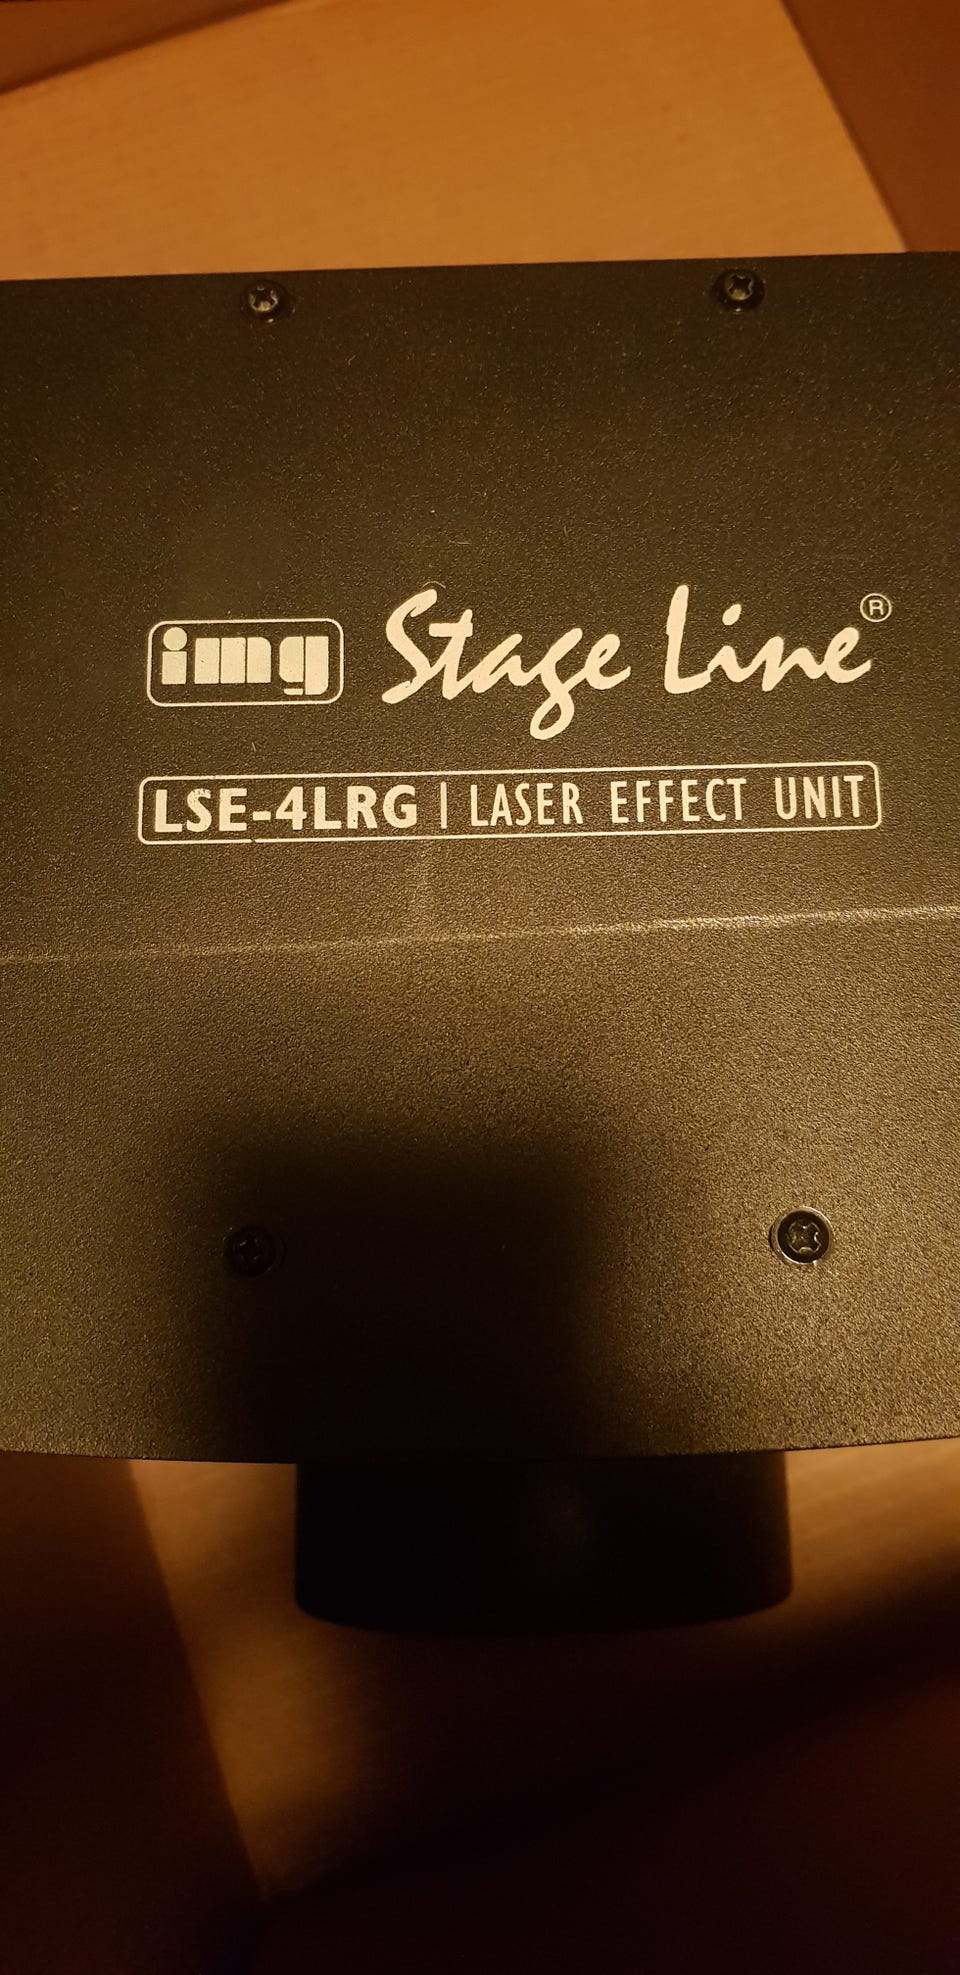 img Stage Line®
LSE-4LRG | LASER EFFECT UNIT